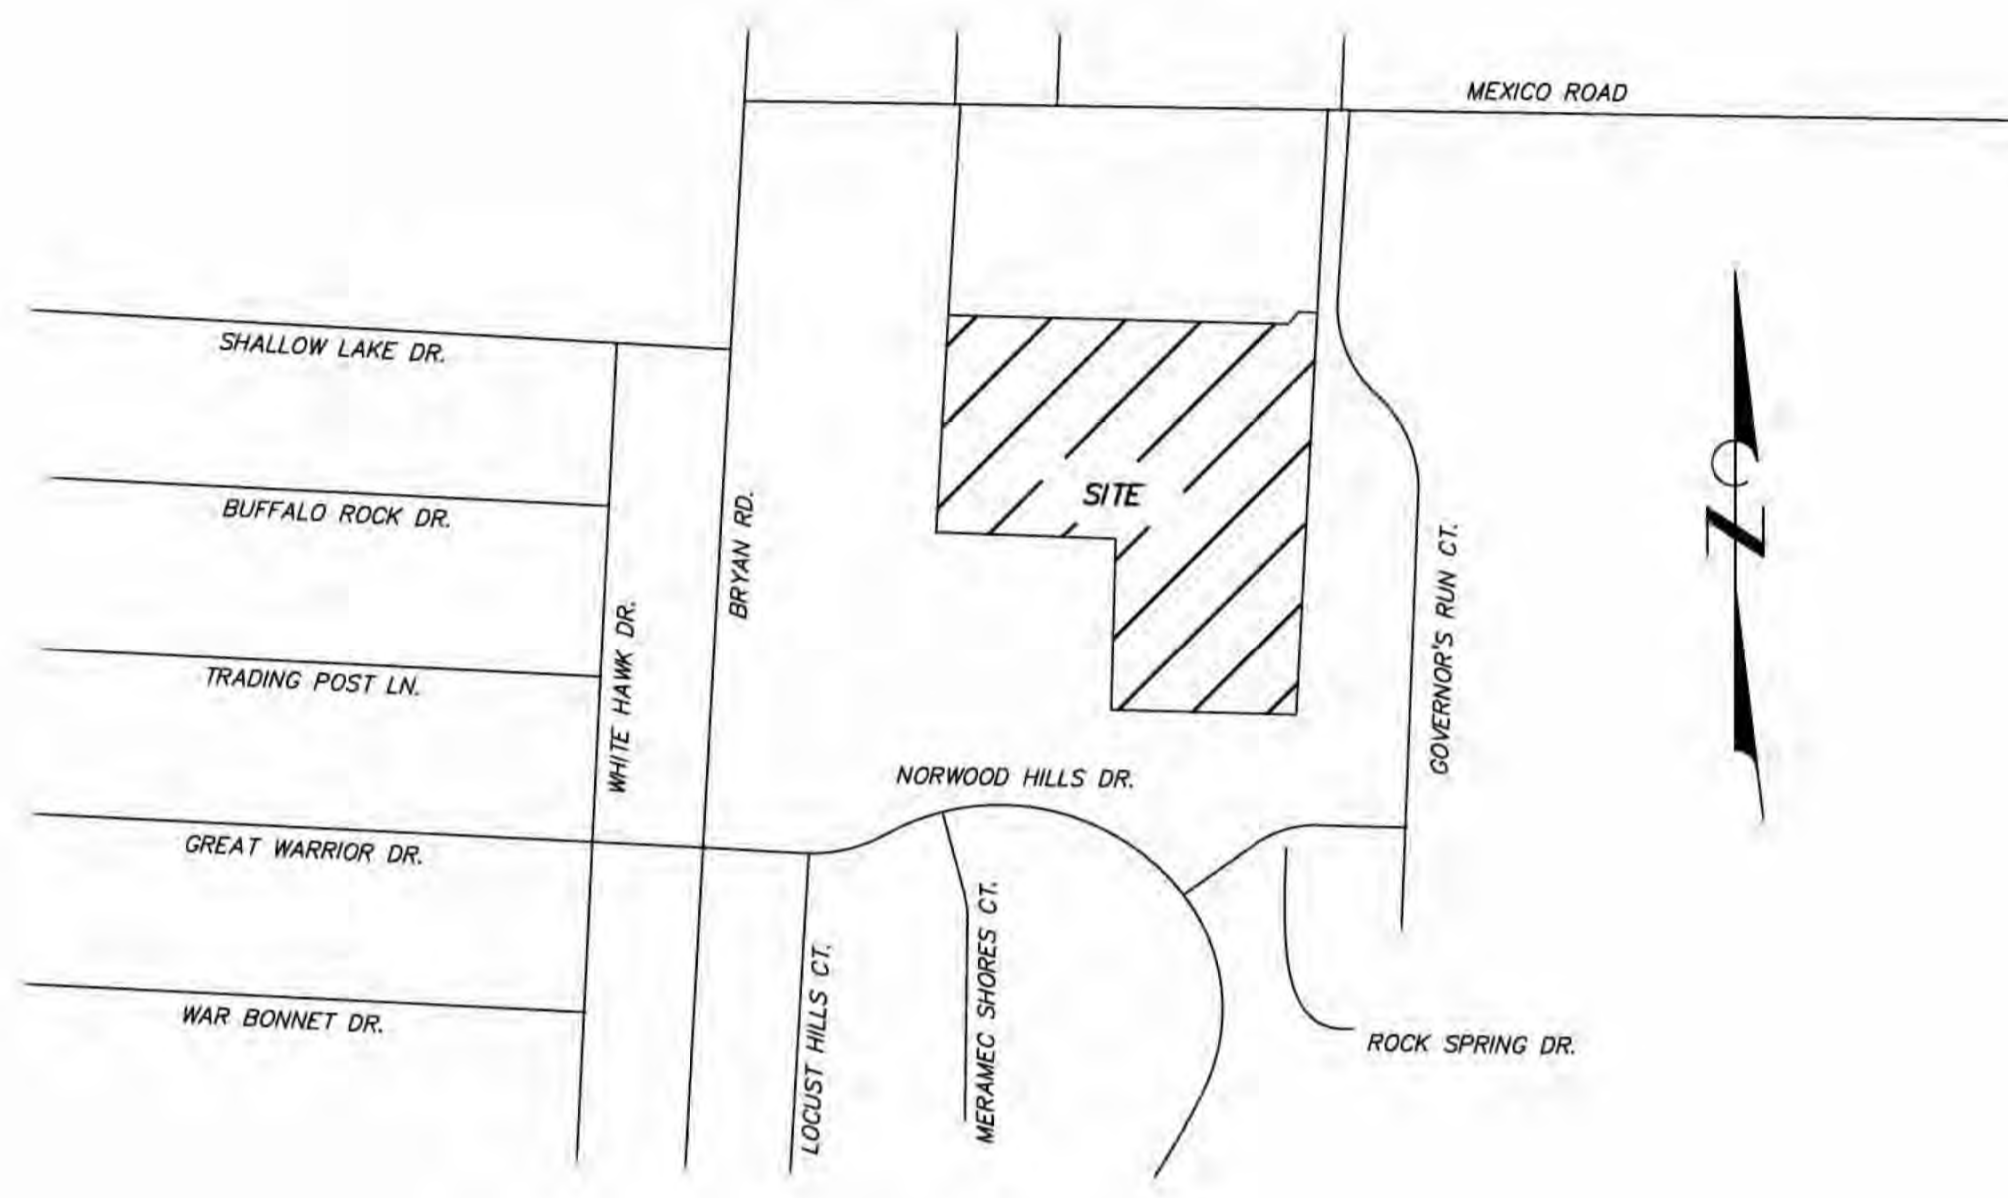 MEXICO ROAD
SHALLOW LAKE DR.
BUFFALO ROCK DR.
SITE
BRYAN RD.
GOVERNOR'S RUN CT.
WHITE HAWK DR.
TRADING POST LN.
NORWOOD HILLS DR.
GREAT WARRIOR DR.
MERAMEC SHORES CT.
LOCUST HILLS CT.
WAR BONNET DR.
ROCK SPRING DR.
N